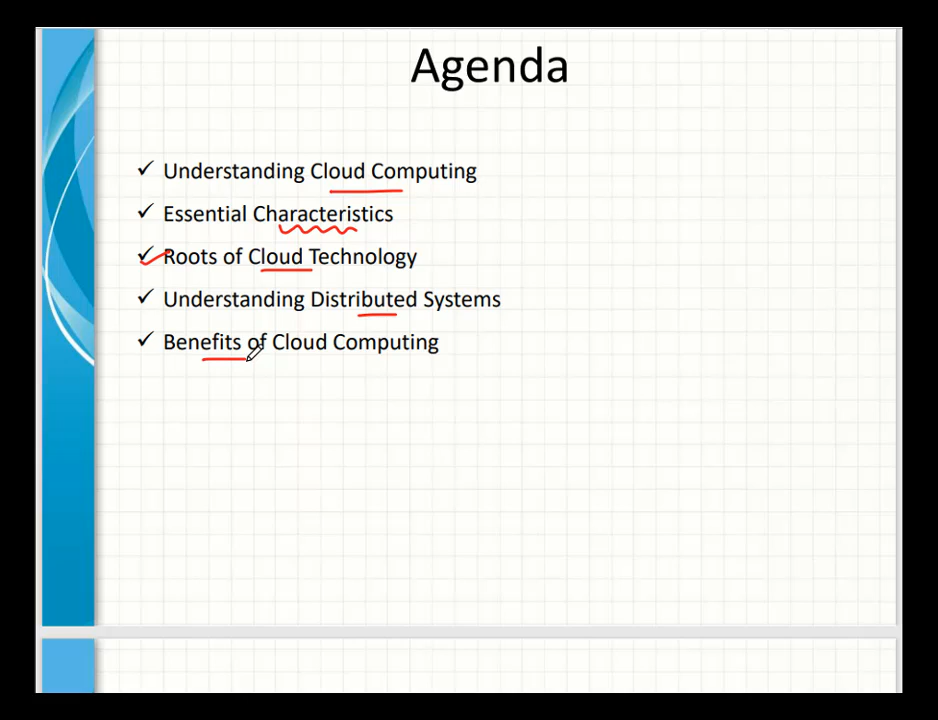 Agenda
✓ Understanding Cloud Computing
✓ Essential Characteristics
✓ Roots of Cloud Technology
✓ Understanding Distributed Systems
✓ Benefits of Cloud Computing